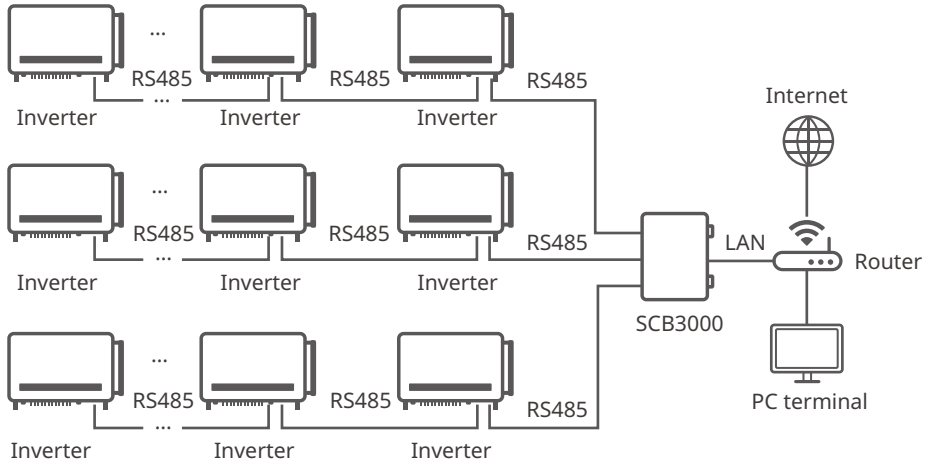 ...
RS485
RS485
RS485
...
Inverter
Inverter
Inverter
Internet
...
RS485
RS485
RS485
...
LAN
Router
Inverter
Inverter
Inverter
SCB3000
...
RS485
RS485
RS485
...
PC terminal
Inverter
Inverter
Inverter